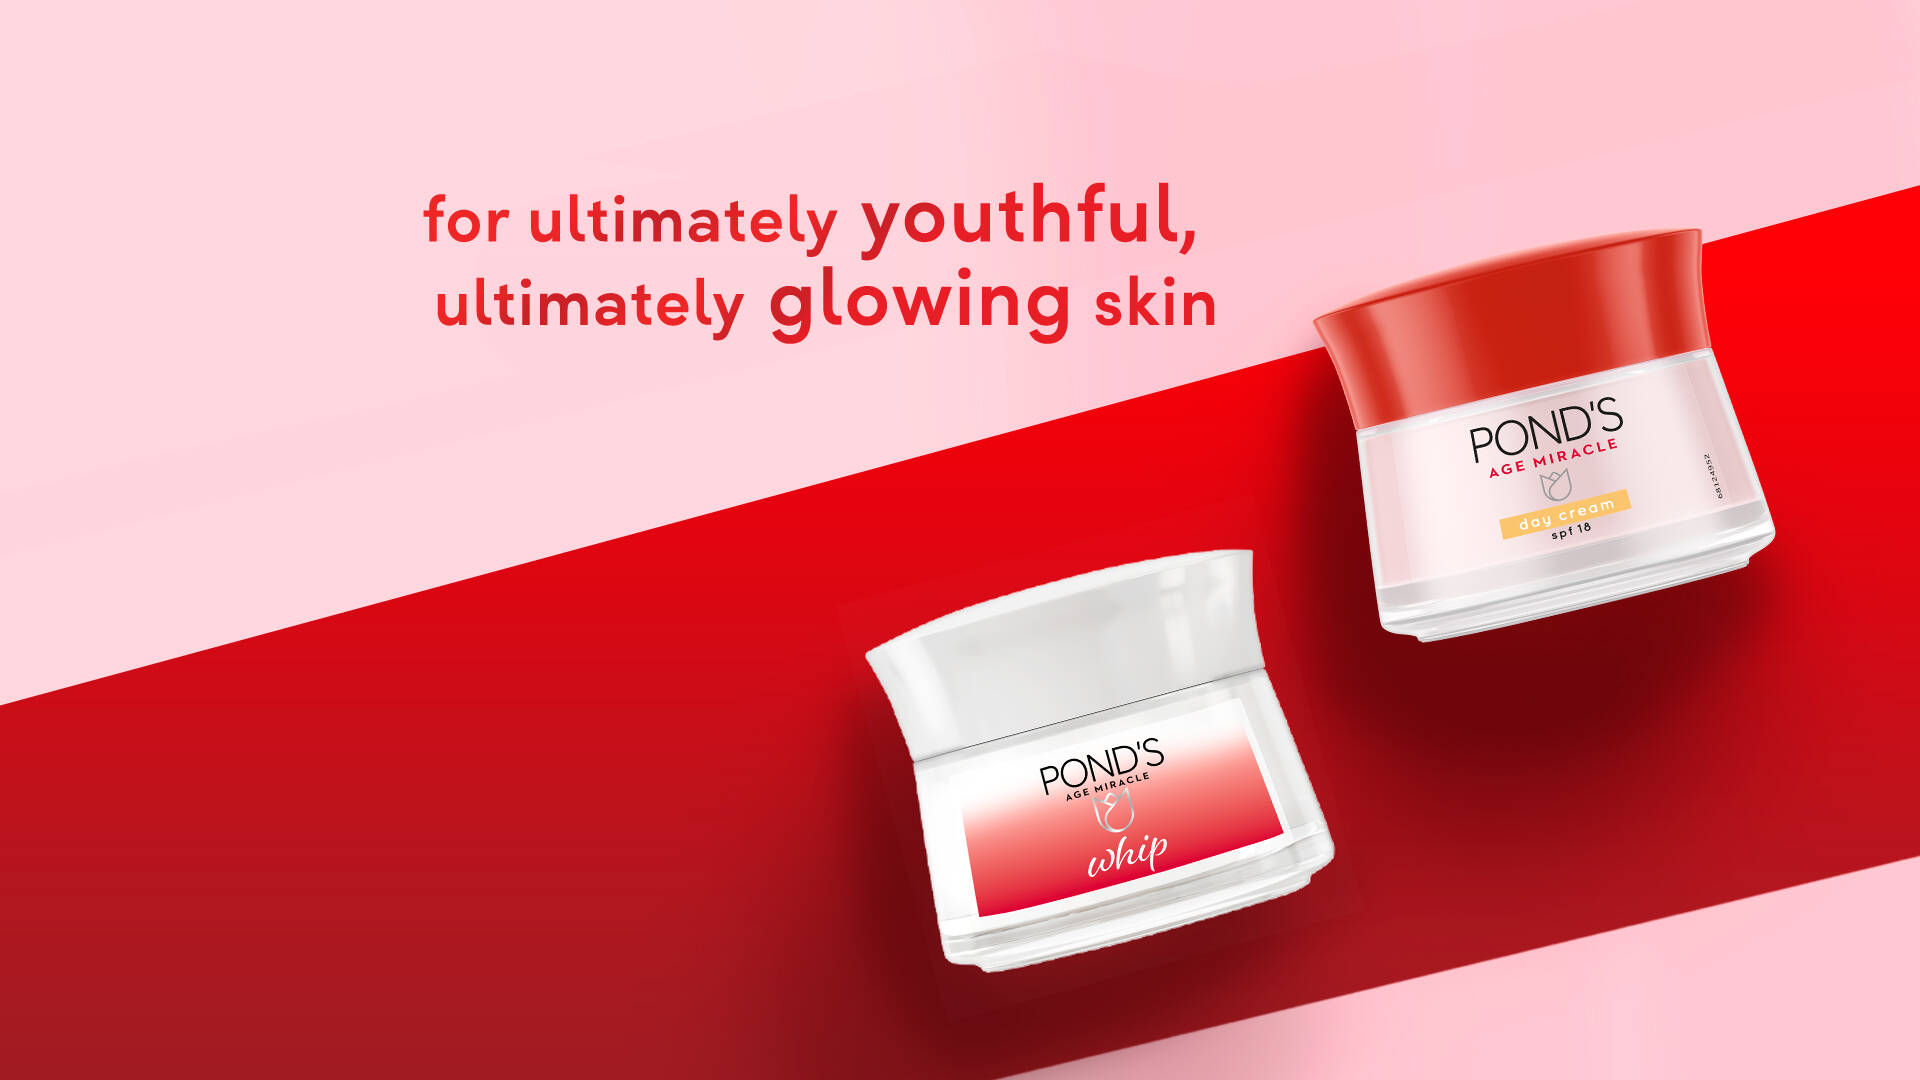 for ultimately youthful,
ultimately glowing skin
POND'S
AGE MIRACLE
day cream
spf 18
68124952
POND'S
AGE MIRACLE
whip